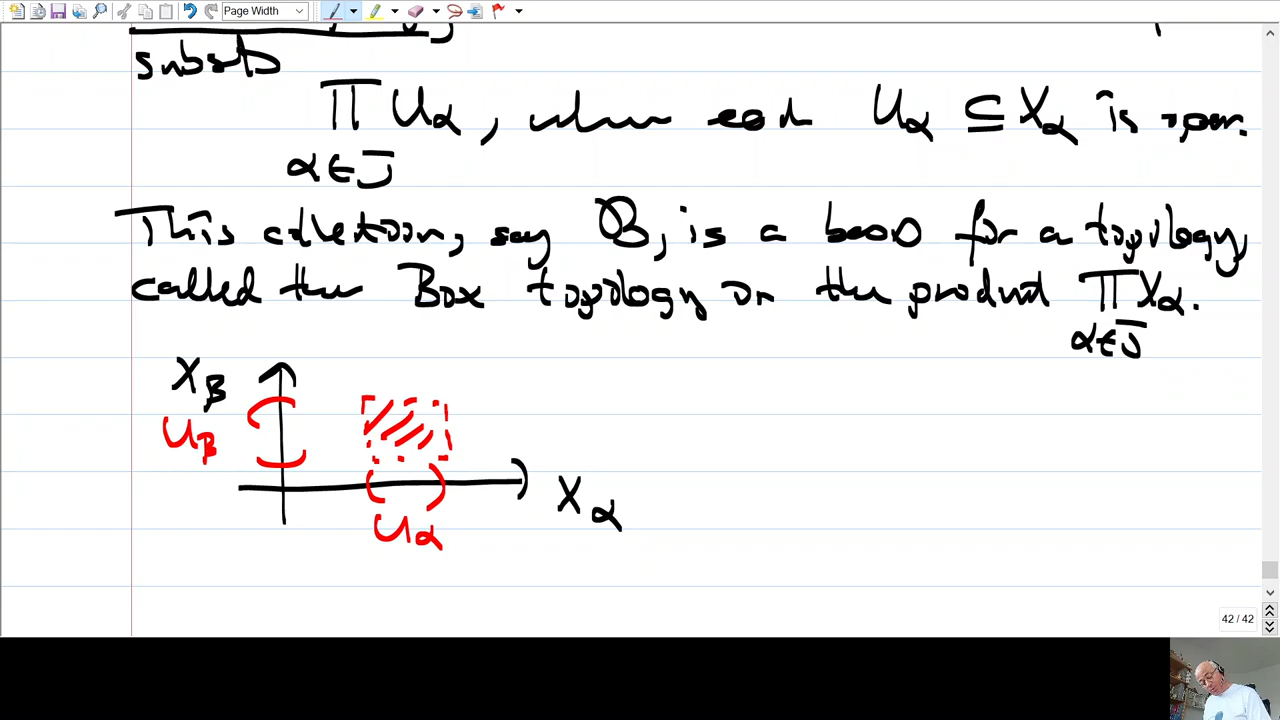 Page Width
subsets
∏ Uα, where each Uα ⊆ Xα is open.
α∈J
This collection, say B, is a basis for a topology,
called the Box topology on the product ∏ Xα.
α∈J
Xβ
Uβ
Xα
Uα
42 / 42